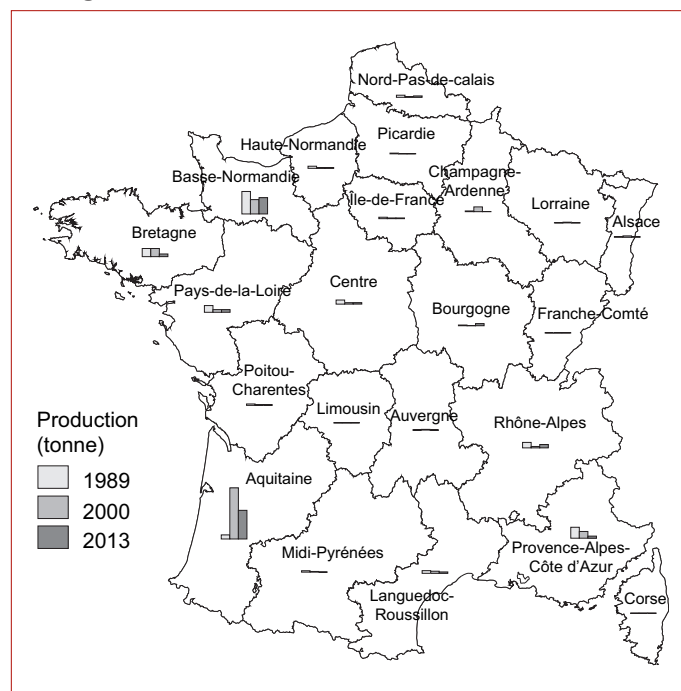 Nord-Pas-de-calais
Picardie
Haute-Normandie
Basse-Normandie
Champagne-
Ardenne
Île-de-France
Lorraine
Alsace
Bretagne
Pays-de-la-Loire
Centre
Bourgogne
Franche-Comté
Poitou-
Charentes
Limousin
Auvergne
Rhône-Alpes
Production
(tonne)
1989
2000
2013
Aquitaine
Midi-Pyrénées
Languedoc-
Roussillon
Provence-Alpes-
Côte d'Azur
Corse